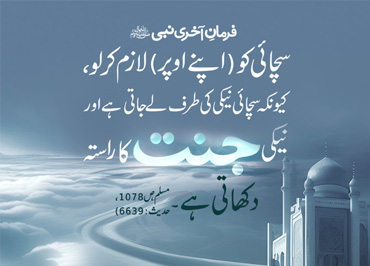 فرمانِ آخری نبی ﷺ
سچائی کو (اپنے اوپر) لازم کرلو،
کیونکہ سچائی نیکی کی طرف لے جاتی ہے اور
نیکی جنت کا راستہ
دکھاتی ہے۔
(مسلم،ص1078،
حدیث:6639)